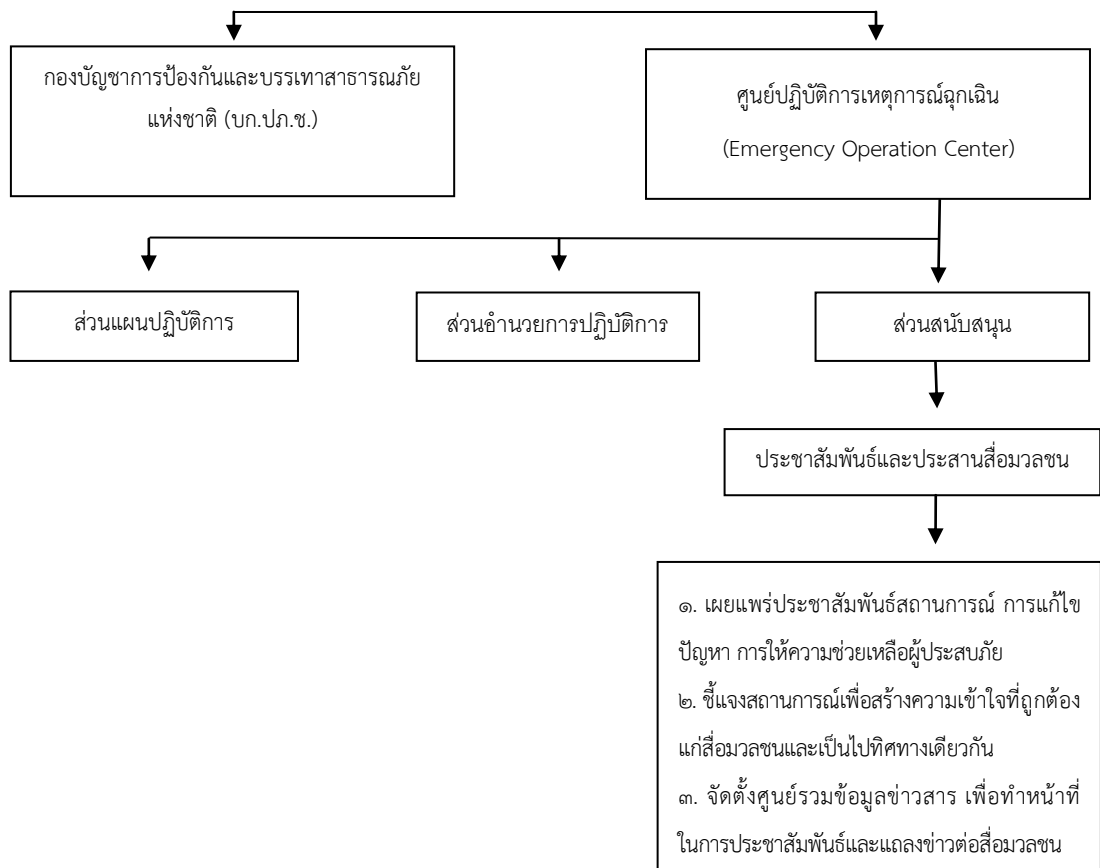 กองบัญชาการป้องกันและบรรเทาสาธารณภัย
แห่งชาติ (บก.ปภ.ช.)
ศูนย์ปฏิบัติการเหตุการณ์ฉุกเฉิน
(Emergency Operation Center)
ส่วนแผนปฏิบัติการ
ส่วนอำนวยการปฏิบัติการ
ส่วนสนับสนุน
ประชาสัมพันธ์และประสานสื่อมวลชน
๑. เผยแพร่ประชาสัมพันธ์สถานการณ์ การแก้ไข
ปัญหา การให้ความช่วยเหลือผู้ประสบภัย
๒. ชี้แจงสถานการณ์เพื่อสร้างความเข้าใจที่ถูกต้อง
แก่สื่อมวลชนและเป็นไปทิศทางเดียวกัน
๓. จัดตั้งศูนย์รวมข้อมูลข่าวสาร เพื่อทำหน้าที่
ในการประชาสัมพันธ์และแถลงข่าวต่อสื่อมวลชน